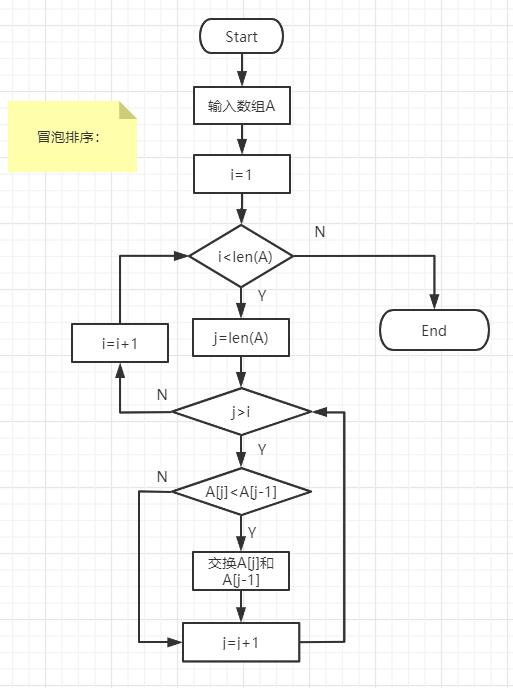 Start
输入数组A
冒泡排序：
i=1
i<len(A)
N
Y
j=len(A)
End
i=i+1
N
j>i
Y
N
A[j]<A[j-1]
Y
交换A[j]和
A[j-1]
j=j+1